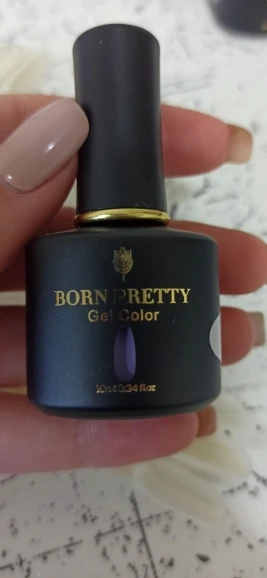 BORN PRETTY
Gel Color
10ml 0.34 fl oz